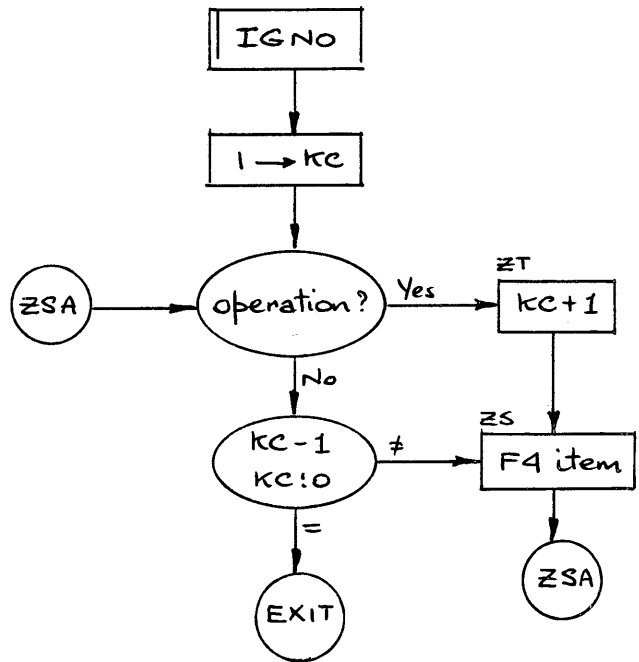 IGNO
1 → KC
ZSA
operation?
Yes
ZT
KC+1
No
KC-1
KC!0
≠
ZS
F4 item
=
EXIT
ZSA